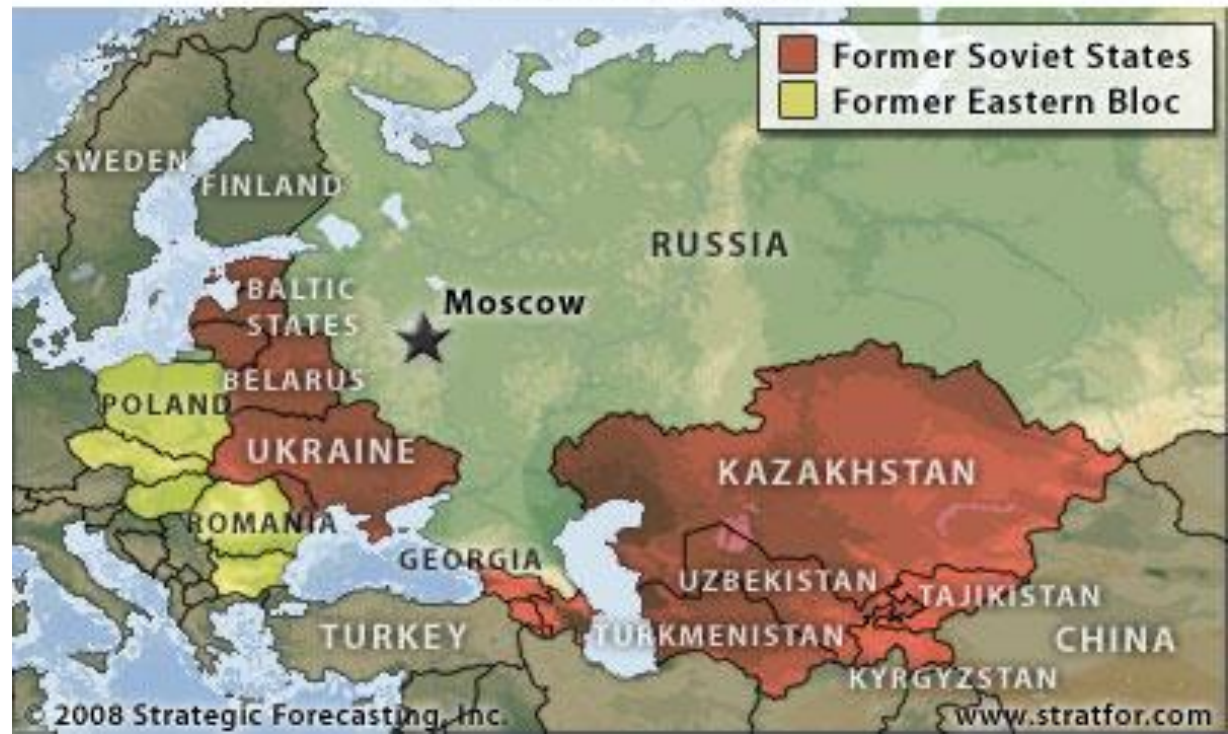 Former Soviet States
Former Eastern Bloc
SWEDEN
FINLAND
RUSSIA
BALTIC
STATES
Moscow
BELARUS
POLAND
UKRAINE
KAZAKHSTAN
ROMANIA
GEORGIA
UZBEKISTAN
TAJIKISTAN
TURKEY
TURKMENISTAN
CHINA
KYRGYZSTAN
© 2008 Strategic Forecasting, Inc.
www.stratfor.com